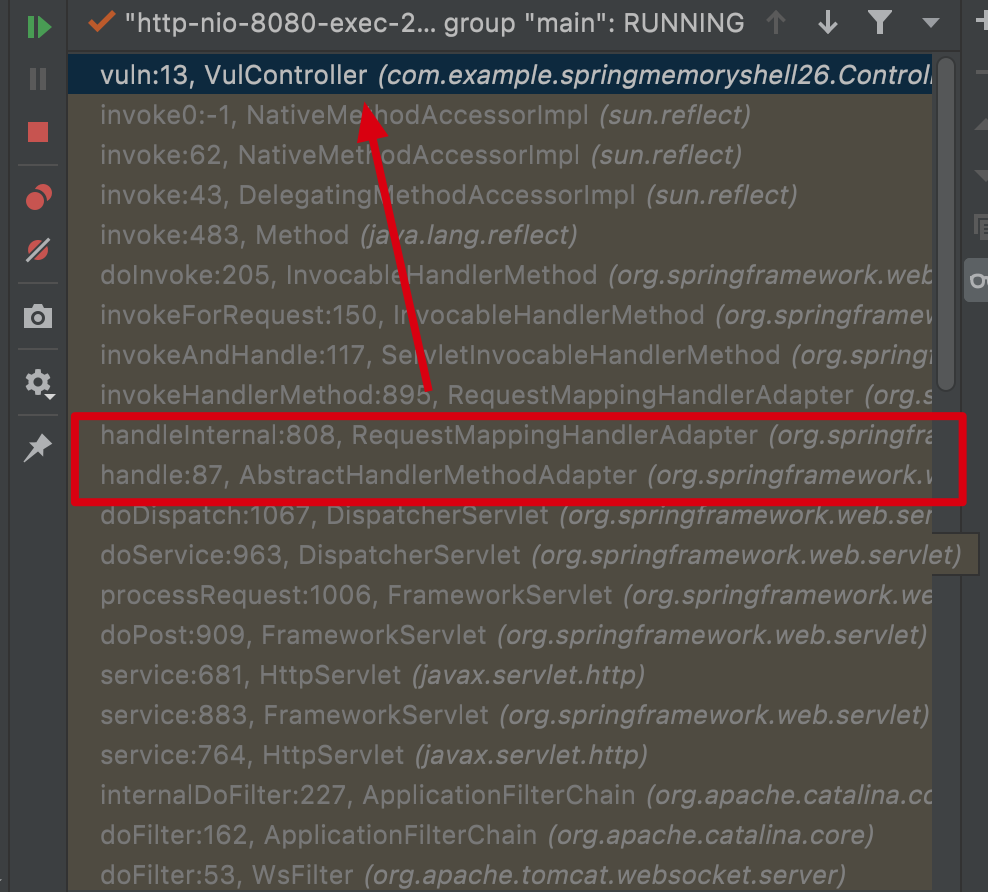 "http-nio-8080-exec-2... group "main": RUNNING
vuln:13, VulController (com.example.springmemoryshell26.Controll
invoke0:-1, NativeMethodAccessorImpl (sun.reflect)
invoke:62, NativeMethodAccessorImpl (sun.reflect)
invoke:43, DelegatingMethodAccessorImpl (sun.reflect)
invoke:483, Method (java.lang.reflect)
doInvoke:205, InvocableHandlerMethod (org.springframework.web
invokeForRequest:150, InvocableHandlerMethod (org.springframew
invokeAndHandle:117, ServletInvocableHandlerMethod (org.springf
invokeHandlerMethod:895, RequestMappingHandlerAdapter (org.s
handleInternal:808, RequestMappingHandlerAdapter (org.springfra
handle:87, AbstractHandlerMethodAdapter (org.springframework.w
doDispatch:1067, DispatcherServlet (org.springframework.web.ser
doService:963, DispatcherServlet (org.springframework.web.servlet)
processRequest:1006, FrameworkServlet (org.springframework.we
doPost:909, FrameworkServlet (org.springframework.web.servlet)
service:681, HttpServlet (javax.servlet.http)
service:883, FrameworkServlet (org.springframework.web.servlet)
service:764, HttpServlet (javax.servlet.http)
internalDoFilter:227, ApplicationFilterChain (org.apache.catalina.co
doFilter:162, ApplicationFilterChain (org.apache.catalina.core)
doFilter:53, WsFilter (org.apache.tomcat.websocket.server)